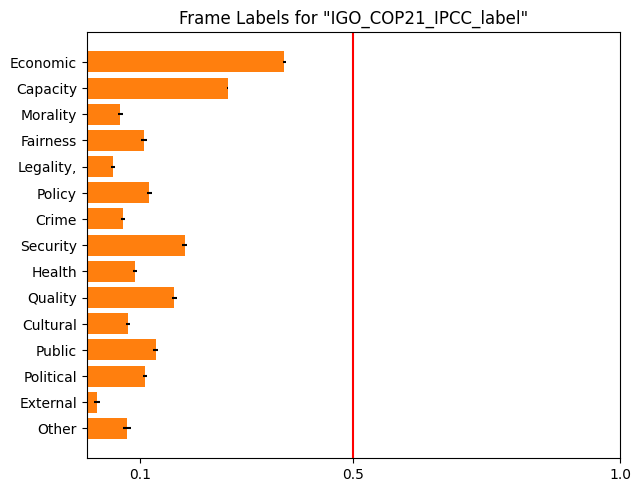 Frame Labels for "IGO_COP21_IPCC_label"
Economic
Capacity
Morality
Fairness
Legality,
Policy
Crime
Security
Health
Quality
Cultural
Public
Political
External
Other
0.1 0.5 1.0